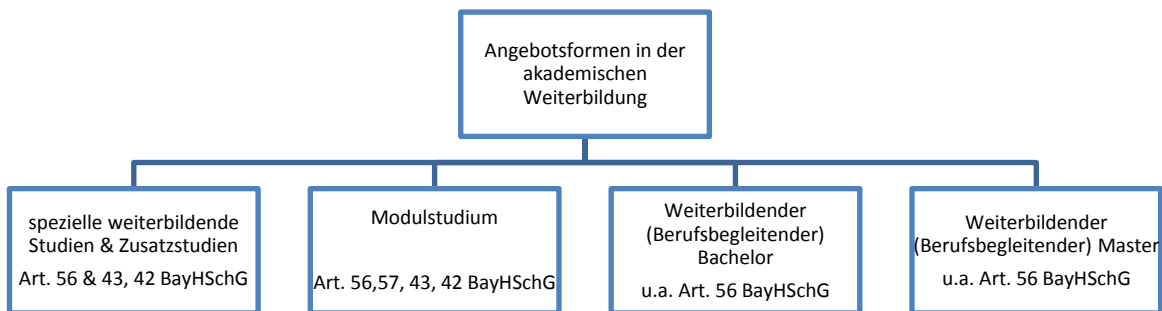 Angebotsformen in der
akademischen
Weiterbildung
spezielle weiterbildende
Studien & Zusatzstudien
Art. 56 & 43, 42 BayHSchG
Modulstudium
Art. 56,57, 43, 42 BayHSchG
Weiterbildender
(Berufsbegleitender)
Bachelor
u.a. Art. 56 BayHSchG
Weiterbildender
(Berufsbegleitender) Master
u.a. Art. 56 BayHSchG